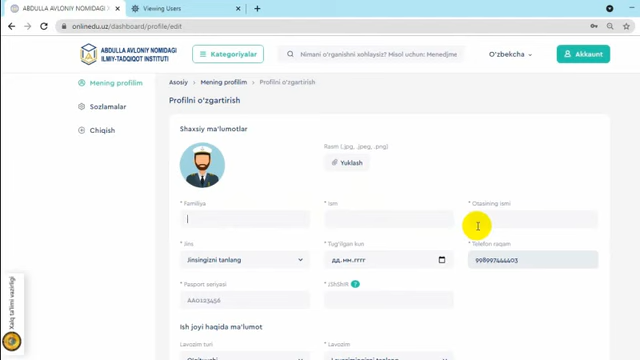 ABDULLA AVLONIY NOMIDAGI I
Viewing Users
onlinedu.uz/dashboard/profile/edit
ABDULLA AVLONIY NOMIDAGI
ILMIY-TADQIQOT INSTITUTI
Kategoriyalar
Nimani o'rganishni xohlaysiz? Misol uchun: Menedjme
O'zbekcha
Akkaunt
Mening profilim
Sozlamalar
Chiqish
Asosiy > Mening profilim > Profilni o'zgartirish
Profilni o'zgartirish
Shaxsiy ma'lumotlar
Rasm (.jpg, .jpeg, .png)
Yuklash
* Familiya
* Ism
* Otasining ismi
* Jins
* Tug'ilgan kun
* Telefon raqam
Jinsingizni tanlang
дд.мм.гггг
998997444403
* Pasport seriyasi
* JShShIR ?
AA0123456
Ish joyi haqida ma'lumot
* Lavozim turi
* Lavozim
O'qituvchi
Lavozimingizni tanlang
Xalq ta'limi vazirligi